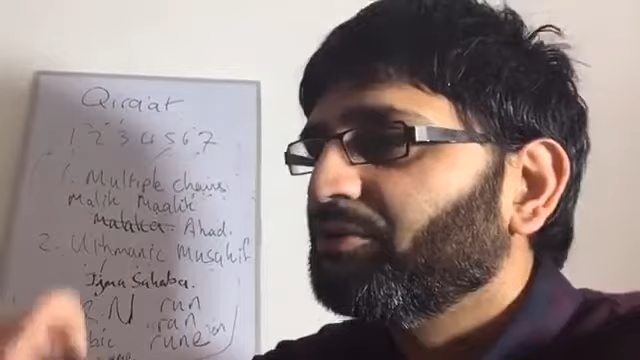 Qiraat
1 2 3 4 5 6 7
1. Multiple chains
Malik Maalik
Ahad.
2. Uthmanic Musahif
Ijma Sahaba.
R.N run
bic ran
rune